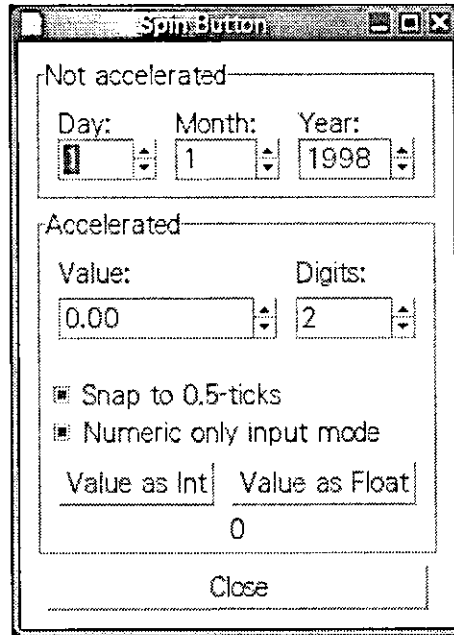 Spin Button
Not accelerated
Day: Month: Year:
1 1 1998
Accelerated
Value: Digits:
0.00 2
Snap to 0.5-ticks
Numeric only input mode
Value as Int Value as Float
0
Close